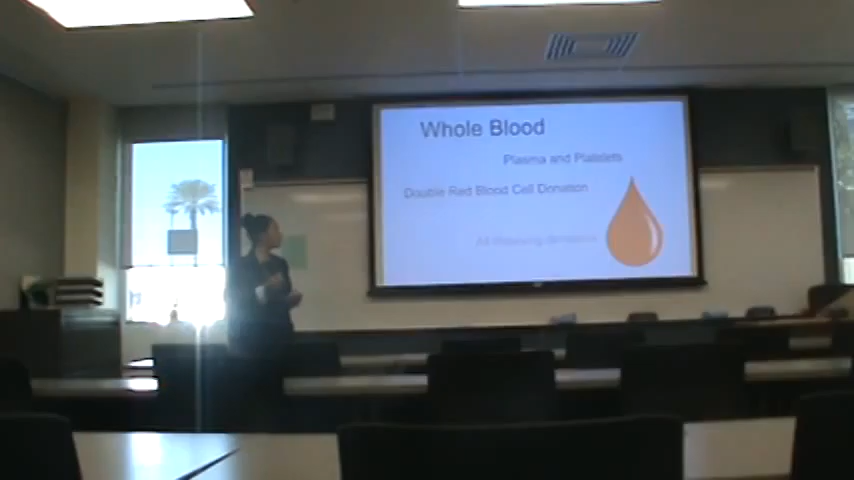 Whole Blood
Plasma and Platelets
Double Red Blood Cell Donation